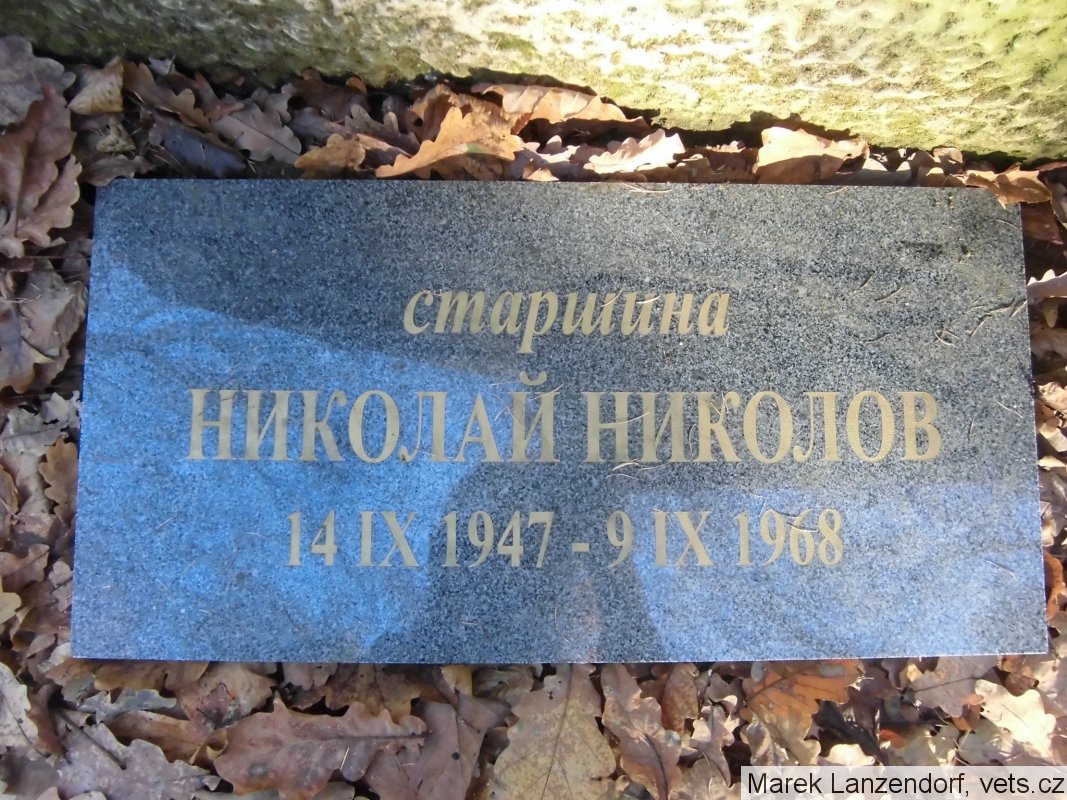 старшина
НИКОЛАЙ НИКОЛОВ
14 IX 1947 - 9 IX 1968
Marek Lanzendorf, vets.cz